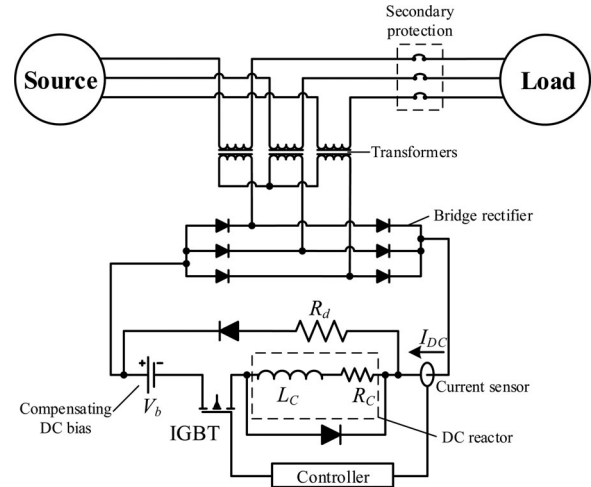 Secondary
protection
Source
Load
Transformers
Bridge rectifier
R_d
I_DC
+ -
Current sensor
Compensating
DC bias
V_b
L_C
R_C
IGBT
DC reactor
Controller